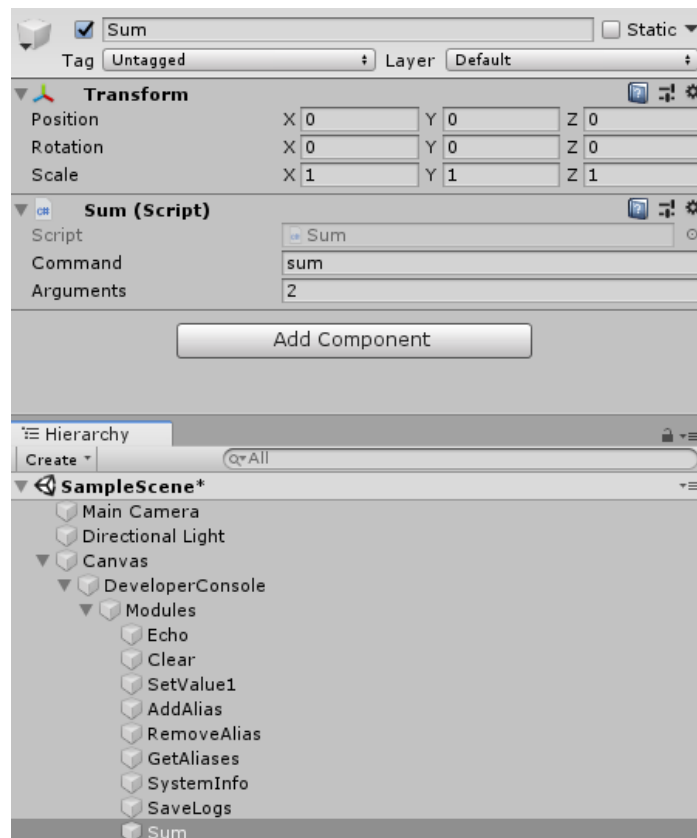 Sum Static
Tag Untagged Layer Default
Transform
Position X 0 Y 0 Z 0
Rotation X 0 Y 0 Z 0
Scale X 1 Y 1 Z 1
Sum (Script)
Script Sum
Command sum
Arguments 2
Add Component
Hierarchy
Create All
SampleScene*
Main Camera
Directional Light
Canvas
DeveloperConsole
Modules
Echo
Clear
SetValue1
AddAlias
RemoveAlias
GetAliases
SystemInfo
SaveLogs
Sum